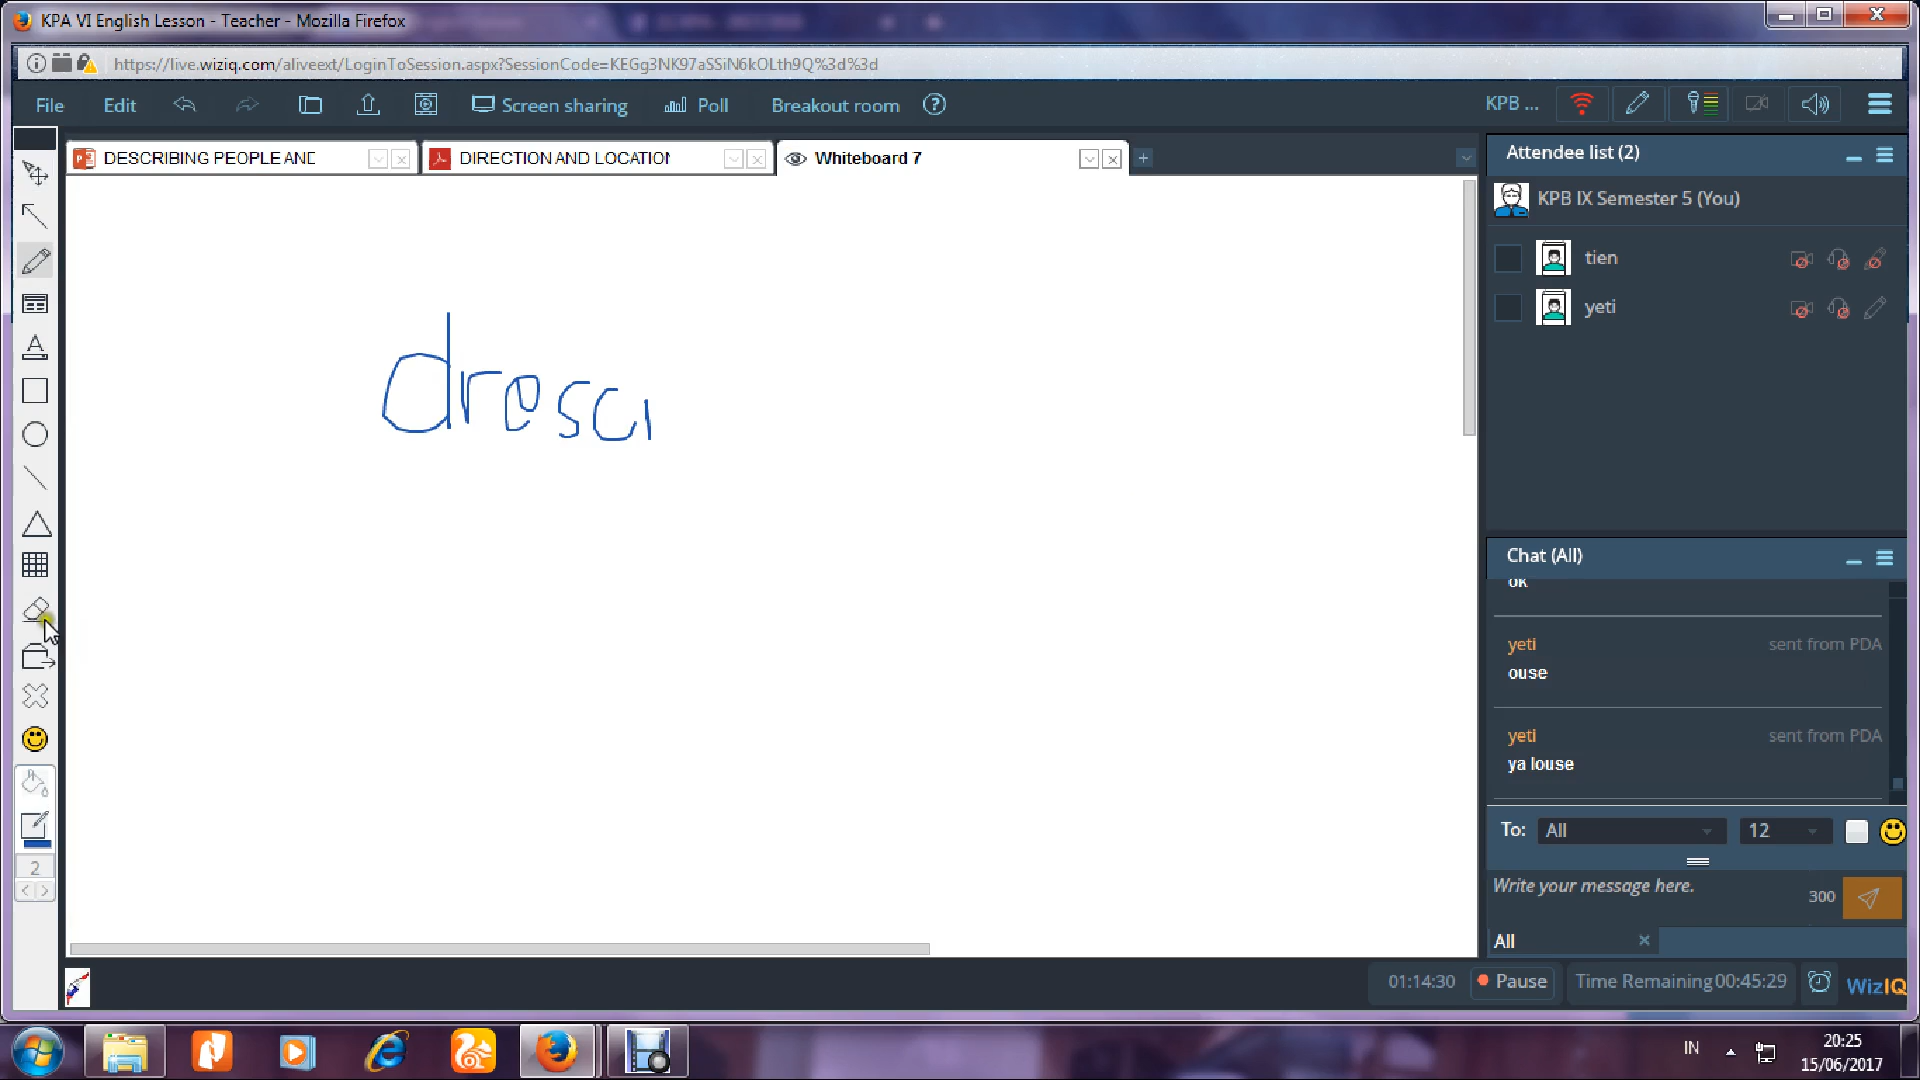 KPA VI English Lesson - Teacher - Mozilla Firefox
https://live.wiziq.com/aliveext/LoginToSession.aspx?SessionCode=KEGg3NK97aSSiN6kOLth9Q%3d%3d
File Edit Screen sharing Poll Breakout room ? KPB ...
DESCRIBING PEOPLE AND DIRECTION AND LOCATION Whiteboard 7
Attendee list (2)
KPB IX Semester 5 (You)
tien
yeti
dresci
Chat (All)
ok
yeti sent from PDA
ouse
yeti sent from PDA
ya louse
To: All 12
2
Write your message here. 300
All
01:14:30 Pause Time Remaining 00:45:29 WizIQ
IN 20:25
15/06/2017